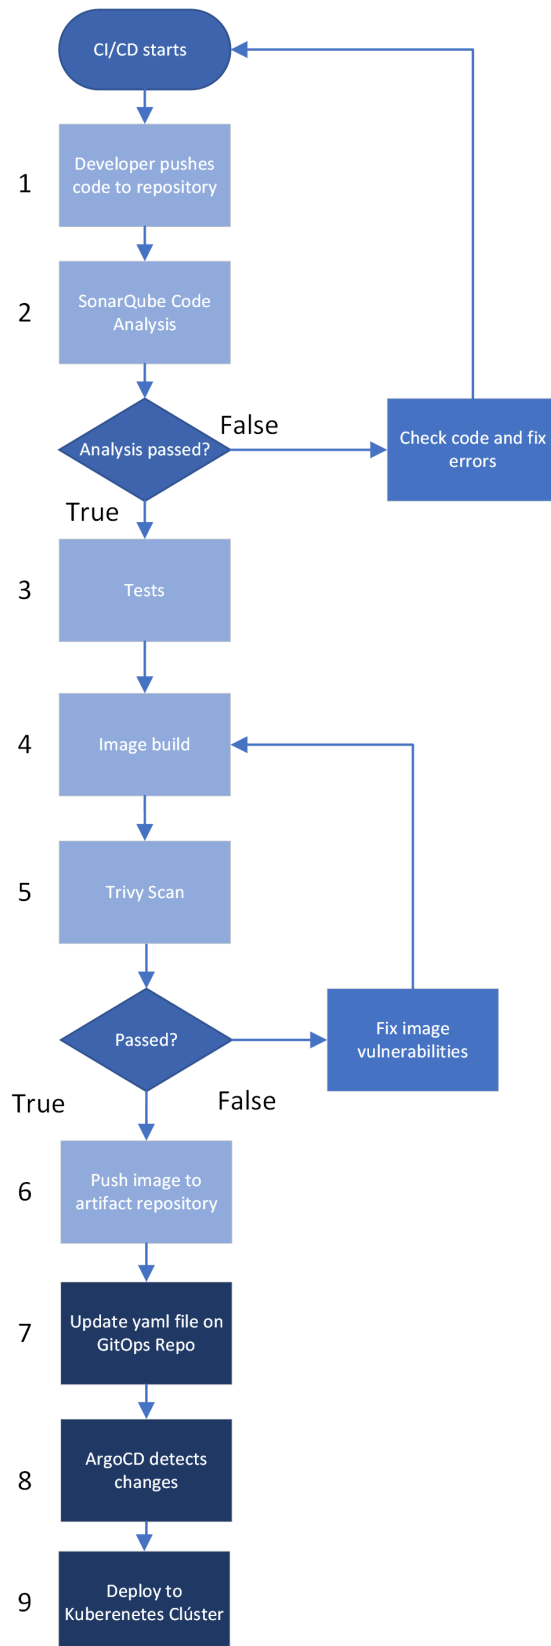 CI/CD starts
1
Developer pushes
code to repository
2
SonarQube Code
Analysis
False
Analysis passed?
Check code and fix
errors
True
3
Tests
4
Image build
5
Trivy Scan
Passed?
Fix image
vulnerabilities
True
False
6
Push image to
artifact repository
7
Update yaml file on
GitOps Repo
8
ArgoCD detects
changes
9
Deploy to
Kuberenetes Clúster